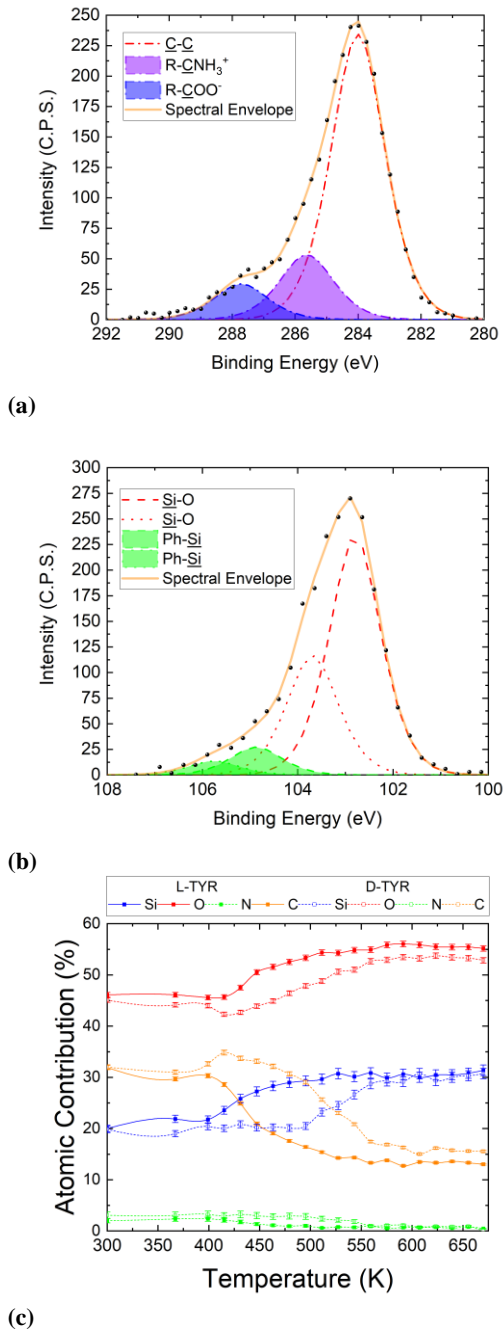 C-C
R-CNH₃⁺
R-COO⁻
Spectral Envelope
Intensity (C.P.S.)
250
225
200
175
150
125
100
75
50
25
0
292 290 288 286 284 282 280
Binding Energy (eV)
(a)
Si-O
Si-O
Ph-Si
Ph-Si
Spectral Envelope
Intensity (C.P.S.)
300
275
250
225
200
175
150
125
100
75
50
25
0
108 106 104 102 100
Binding Energy (eV)
(b)
L-TYR D-TYR
Si O N C Si O N C
Atomic Contribution (%)
60
50
40
30
20
10
0
300 350 400 450 500 550 600 650
Temperature (K)
(c)